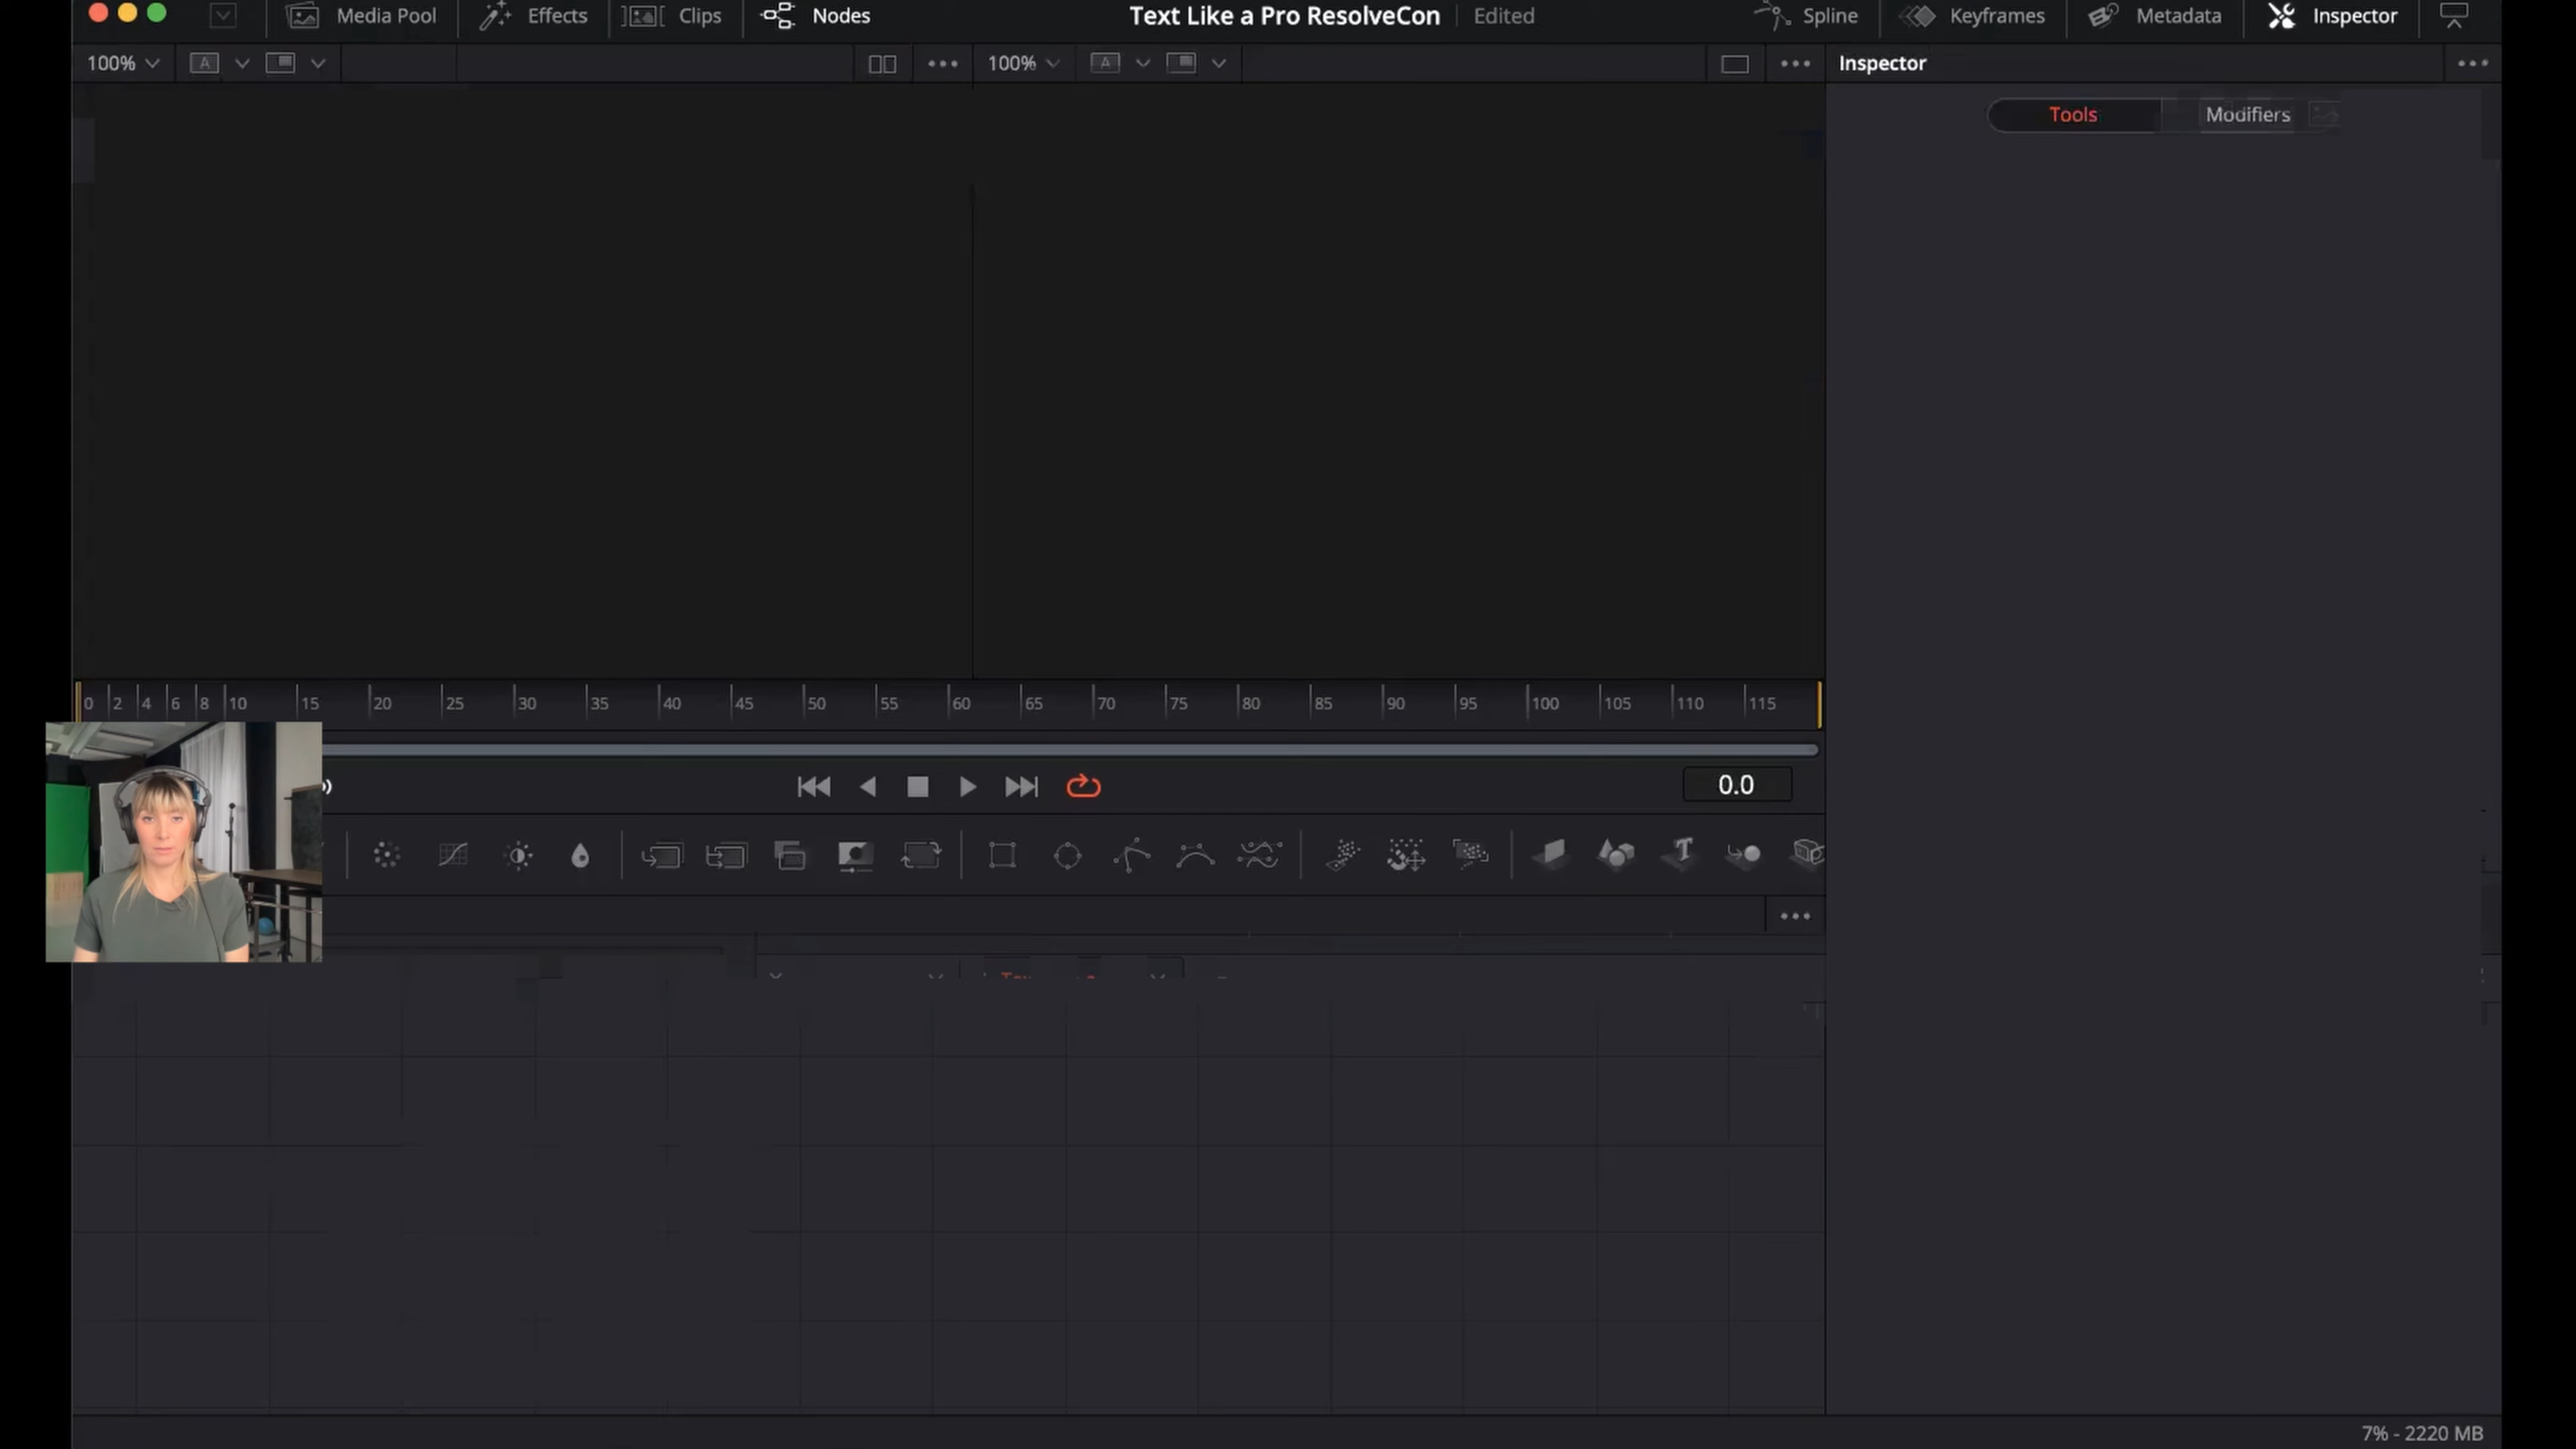 Media Pool Effects Clips Nodes Text Like a Pro ResolveCon Edited Spline Keyframes Metadata Inspector
100% A 100% A Inspector
Tools Modifiers
0 2 4 6 8 10 15 20 25 30 35 40 45 50 55 60 65 70 75 80 85 90 95 100 105 110 115
0.0
T
7% - 2220 MB